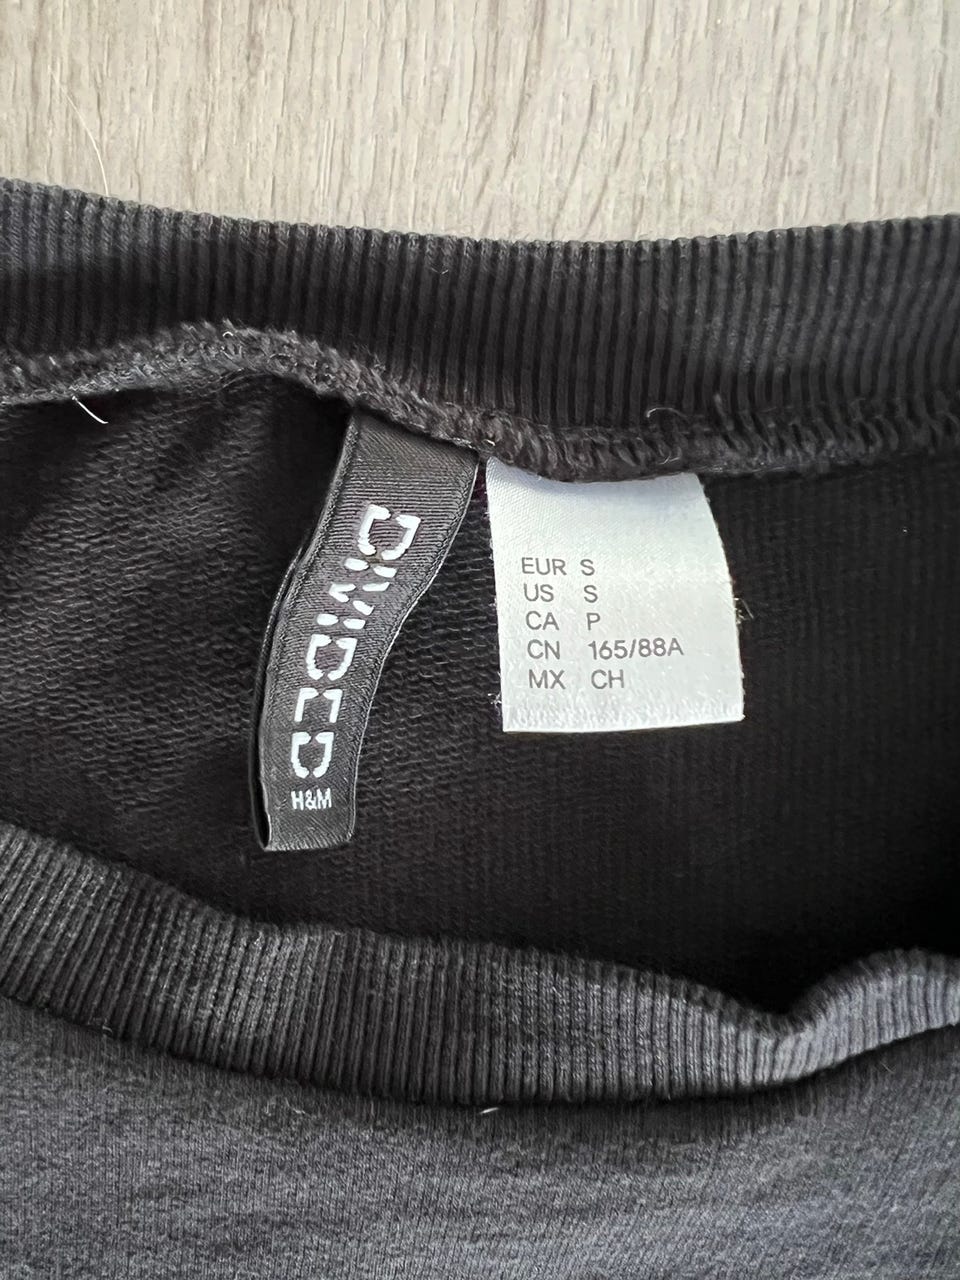 DIVIDED
H&M
EUR S
US S
CA P
CN 165/88A
MX CH